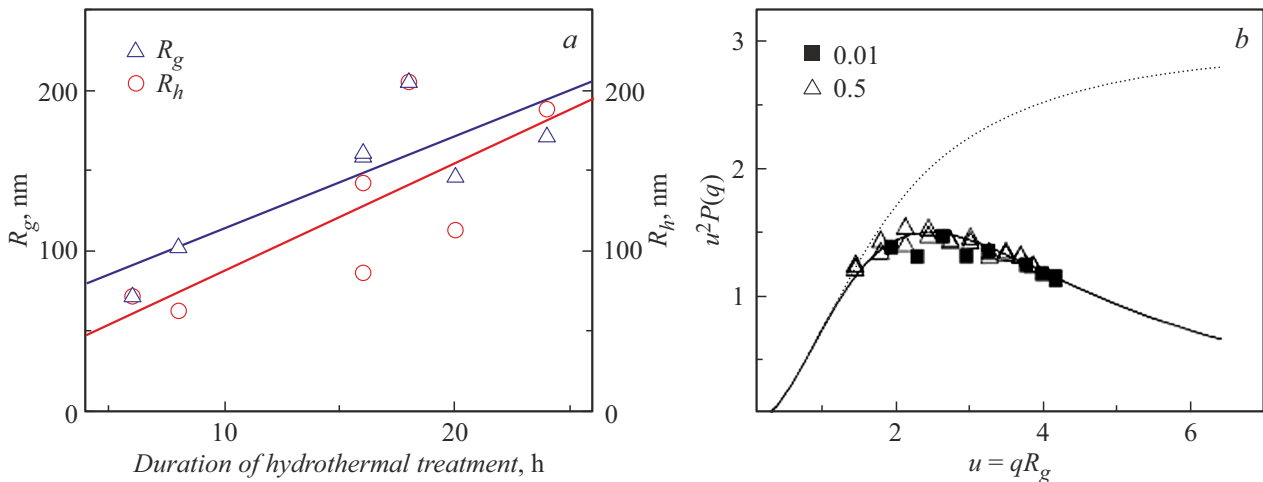 a
R_g
R_h
200
100
0
R_g, nm
10
20
Duration of hydrothermal treatment, h
200
100
0
R_h, nm
b
0.01
0.5
3
2
1
u²P(q)
2
4
6
u = qR_g